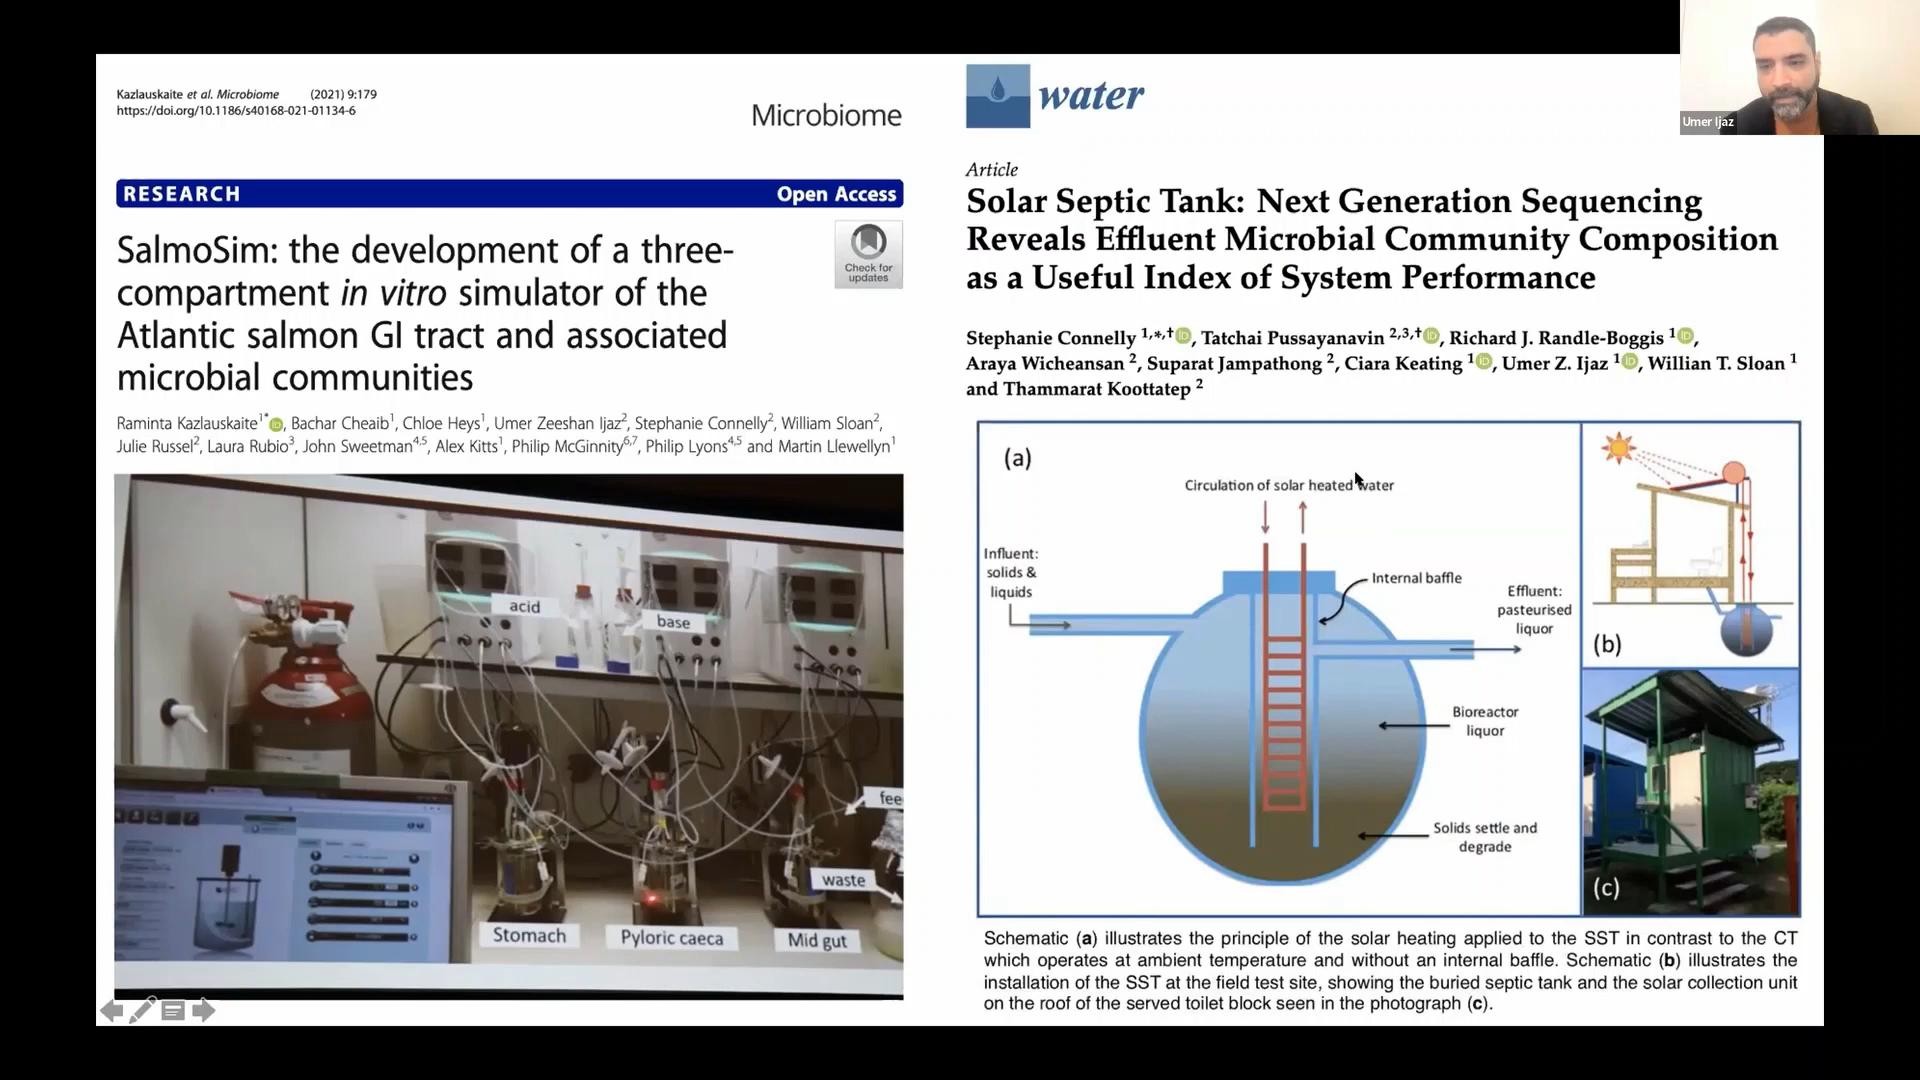 Kazlauskaite et al. Microbiome (2021) 9:179
https://doi.org/10.1186/s40168-021-01134-6
Microbiome
RESEARCH
Open Access
SalmoSim: the development of a three-
compartment in vitro simulator of the
Atlantic salmon GI tract and associated
microbial communities
Check for
updates
Raminta Kazlauskaite1*, Bachar Cheaib1, Chloe Heys1, Umer Zeeshan Ijaz2, Stephanie Connelly2, William Sloan2,
Julie Russel2, Laura Rubio3, John Sweetman4,5, Alex Kitts1, Philip McGinnity6,7, Philip Lyons4,5 and Martin Llewellyn1
acid
base
fee
waste
Stomach
Pyloric caeca
Mid gut
water
Article
Solar Septic Tank: Next Generation Sequencing
Reveals Effluent Microbial Community Composition
as a Useful Index of System Performance
Stephanie Connelly 1,*,†, Tatchai Pussayanavin 2,3,†, Richard J. Randle-Boggis 1,
Araya Wicheansan 2, Suparat Jampathong 2, Ciara Keating 1, Umer Z. Ijaz 1, Willian T. Sloan 1
and Thammarat Koottatep 2
(a)
Circulation of solar heated water
Influent:
solids &
liquids
Internal baffle
Effluent:
pasteurised
liquor
Bioreactor
liquor
Solids settle and
degrade
(b)
(c)
Schematic (a) illustrates the principle of the solar heating applied to the SST in contrast to the CT
which operates at ambient temperature and without an internal baffle. Schematic (b) illustrates the
installation of the SST at the field test site, showing the buried septic tank and the solar collection unit
on the roof of the served toilet block seen in the photograph (c).
Umer Ijaz